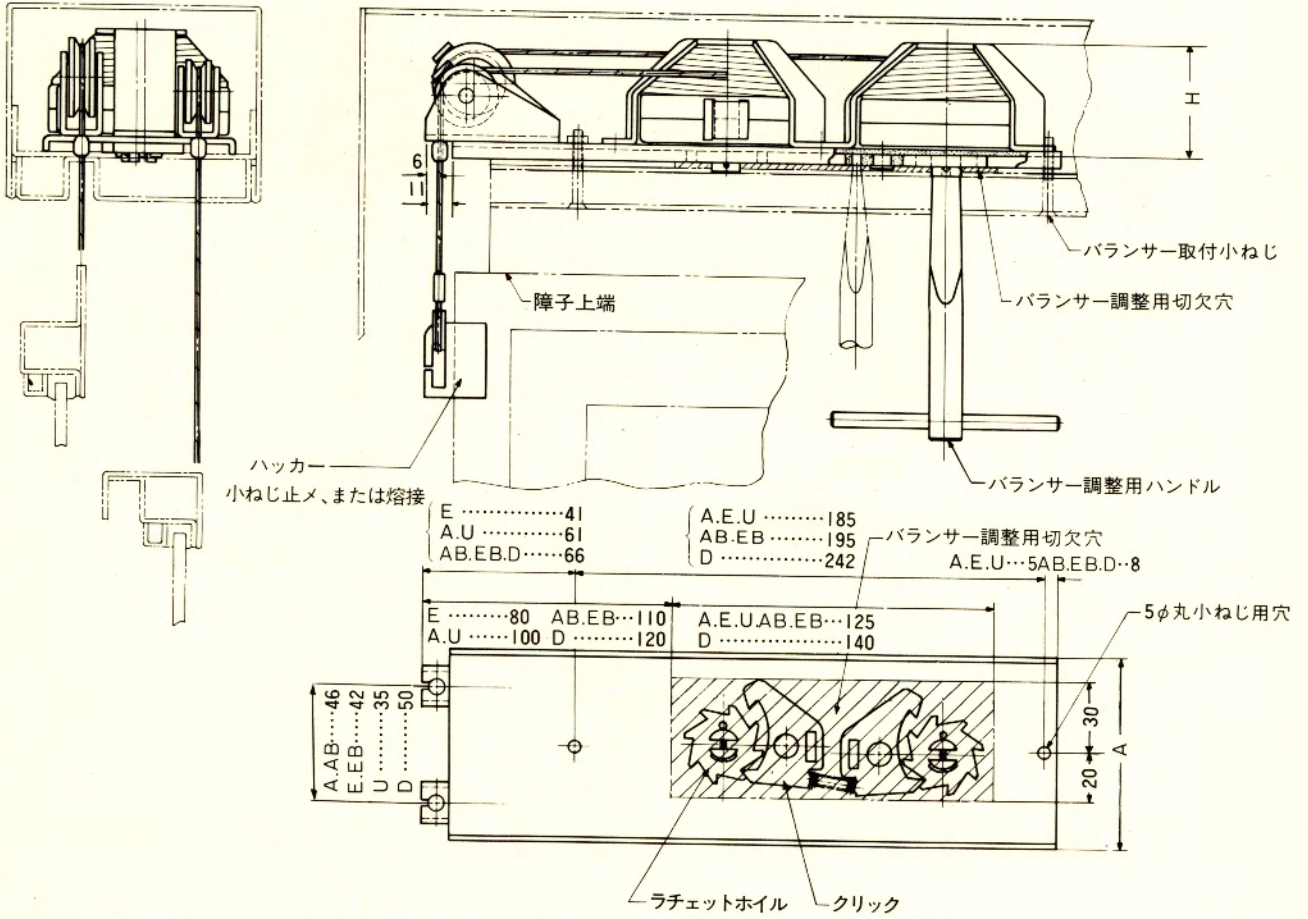 H
6
11
バランサー取付小ねじ
障子上端
バランサー調整用切欠穴
ハッカー
小ねじ止メ、または熔接
バランサー調整用ハンドル
E ··············41
A.U ···········61
AB.EB.D·····66
A.E.U ·········185
AB.EB ·········195
D ··············242
バランサー調整用切欠穴
A.E.U···5AB.EB.D··8
E ········80 AB.EB···110
A.U ······100 D ·········120
A.E.U.AB.EB···125
D ·················140
5φ丸小ねじ用穴
A.AB····46
E.EB····42
U ········35
D ········50
30
20
A
ラチェットホイル
クリック